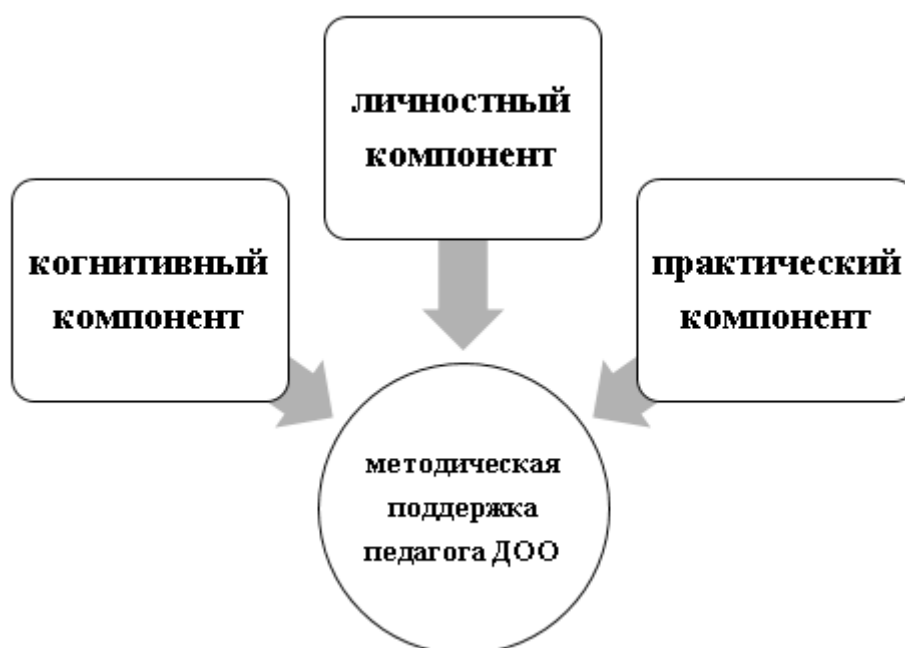 личностный
компонент
когнитивный
компонент
практический
компонент
методическая
поддержка
педагога ДОО